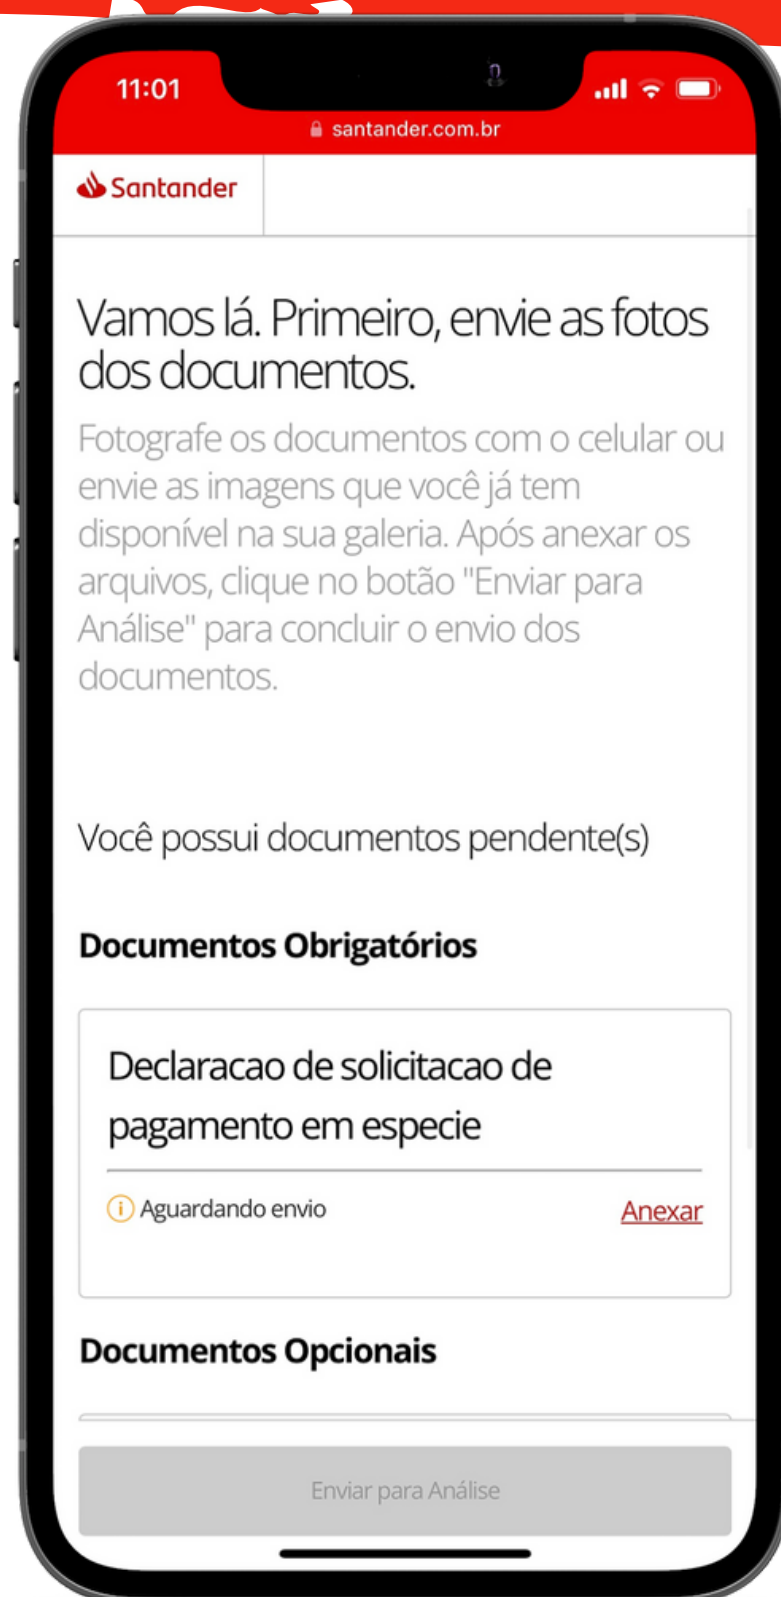 11:01
santander.com.br
Santander
Vamos lá. Primeiro, envie as fotos
dos documentos.
Fotografe os documentos com o celular ou
envie as imagens que você já tem
disponível na sua galeria. Após anexar os
arquivos, clique no botão "Enviar para
Análise" para concluir o envio dos
documentos.
Você possui documentos pendente(s)
Documentos Obrigatórios
Declaracao de solicitacao de
pagamento em especie
Aguardando envio Anexar
Documentos Opcionais
Enviar para Análise